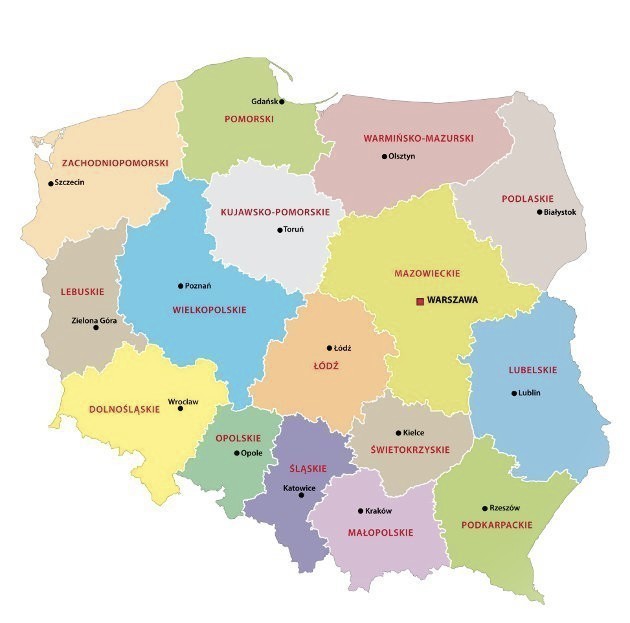 Gdańsk
POMORSKI
WARMIŃSKO-MAZURSKI
Olsztyn
ZACHODNIOPOMORSKI
Szczecin
PODLASKIE
Białystok
KUJAWSKO-POMORSKIE
Toruń
MAZOWIECKIE
WARSZAWA
LEBUSKIE
Zielona Góra
Poznań
WIELKOPOLSKIE
Łódź
ŁÓDŹ
LUBELSKIE
Lublin
DOLNOŚLĄSKIE
Wrocław
OPOLSKIE
Opole
ŚLĄSKIE
Katowice
Kielce
ŚWIETOKRZYSKIE
Kraków
MAŁOPOLSKIE
Rzeszów
PODKARPACKIE